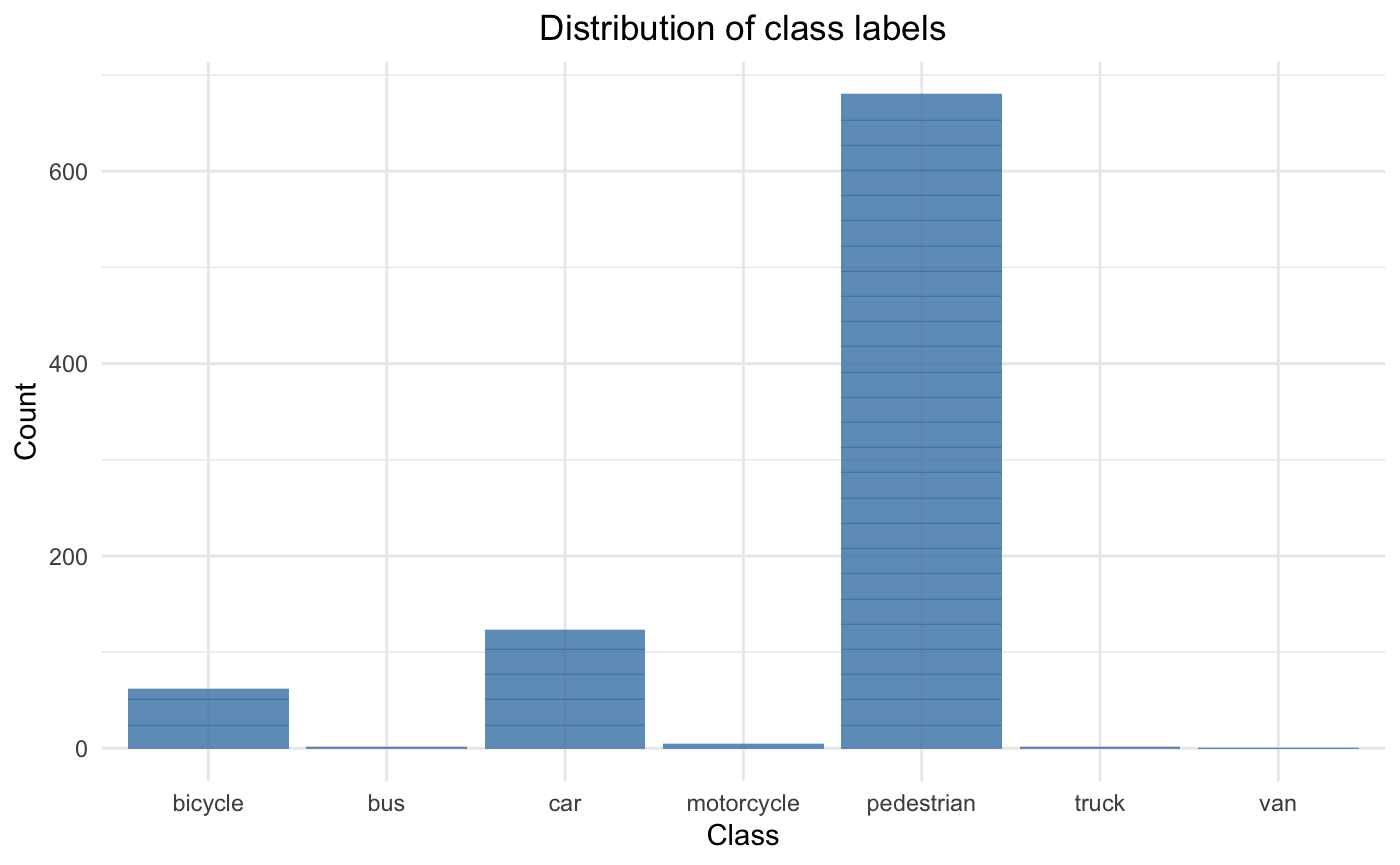 Distribution of class labels
Count
600
400
200
0
bicycle bus car motorcycle pedestrian truck van
Class